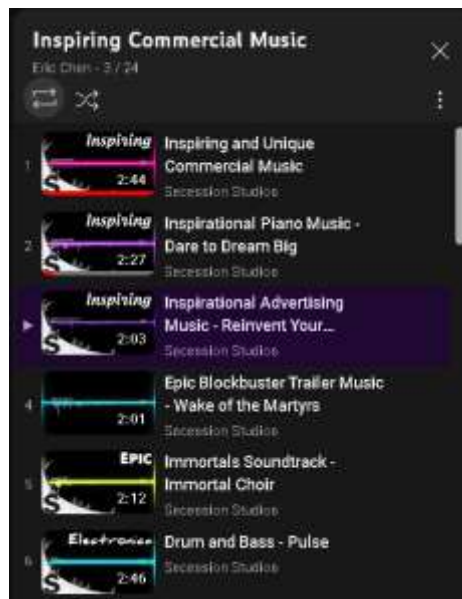 Inspiring Commercial Music
Eric Chen - 3 / 24
1
Inspiring
S
2:44
Inspiring and Unique
Commercial Music
Secession Studios
2
Inspiring
S
2:27
Inspirational Piano Music -
Dare to Dream Big
Secession Studios
Inspiring
S
2:03
Inspirational Advertising
Music - Reinvent Your...
Secession Studios
4
2:01
Epic Blockbuster Trailer Music
- Wake of the Martyrs
Secession Studios
5
EPIC
S
2:12
Immortals Soundtrack -
Immortal Choir
Secession Studios
6
Electronica
S
2:46
Drum and Bass - Pulse
Secession Studios